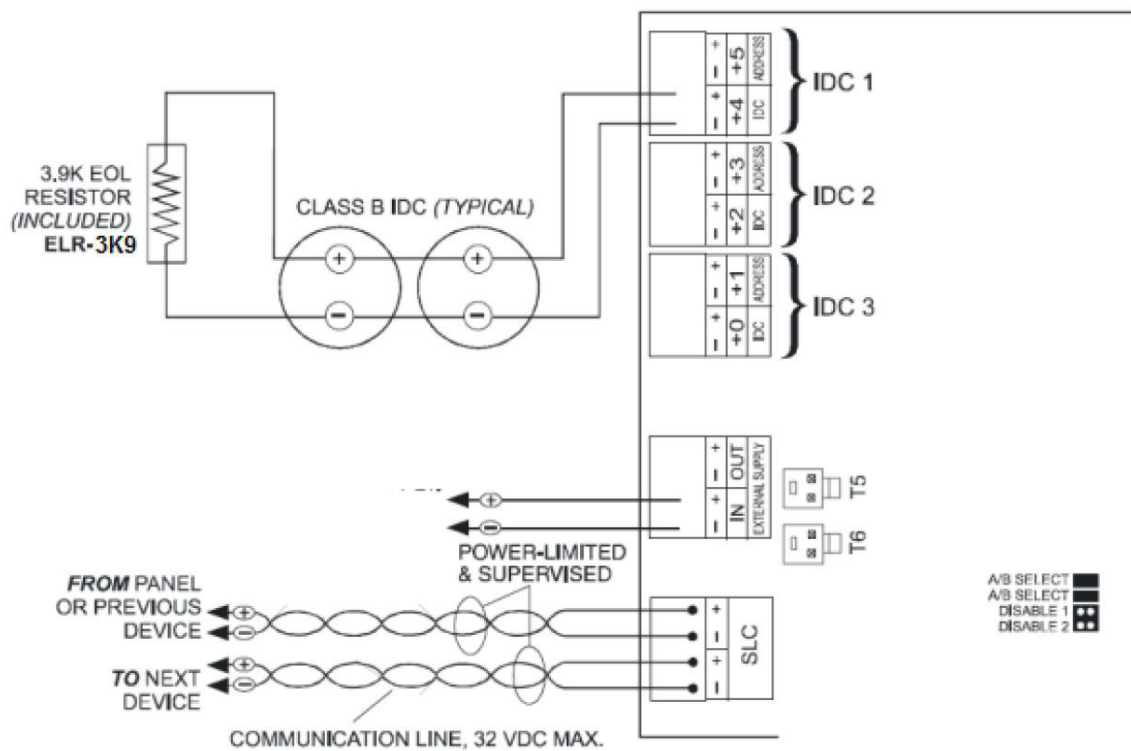 3.9K EOL
RESISTOR
(INCLUDED)
ELR-3K9
CLASS B IDC (TYPICAL)
+ +
− −
+ − +5 ADDRESS
+ − +4 IDC
IDC 1
+ − +3 ADDRESS
+ − +2 IDC
IDC 2
+ − +1 ADDRESS
+ − +0 IDC
IDC 3
+ − OUT
+ − IN
EXTERNAL SUPPLY
T5
T6
+
−
POWER-LIMITED
& SUPERVISED
FROM PANEL
OR PREVIOUS
DEVICE
+
−
TO NEXT
DEVICE
+
−
+
−
+
−
SLC
COMMUNICATION LINE, 32 VDC MAX.
A/B SELECT
A/B SELECT
DISABLE 1
DISABLE 2